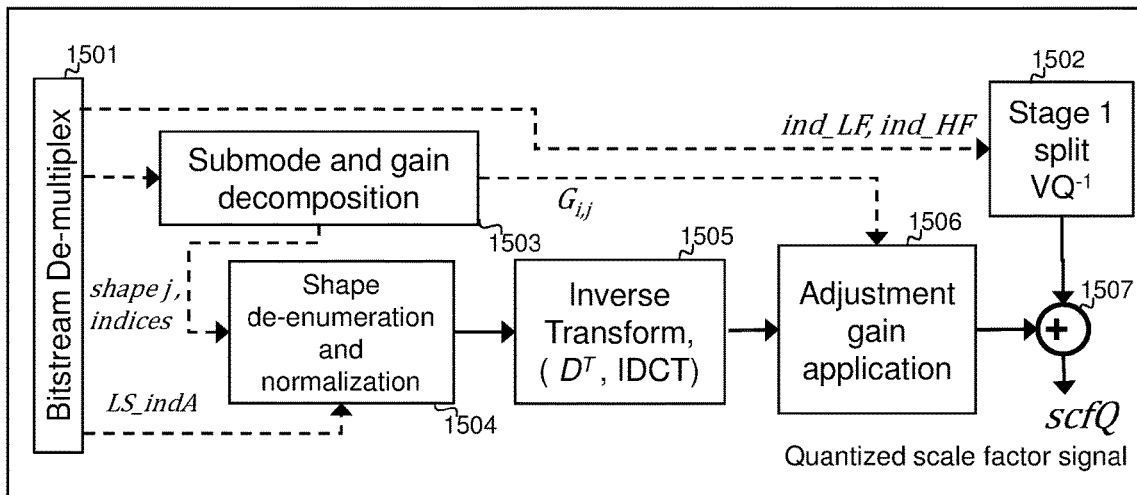 1501
Bitstream De-multiplex
1502
Stage 1
split
VQ-1
ind_LF, ind_HF
Submode and gain
decomposition
1503
Gi,j
shape j,
indices
LS_indA
Shape
de-enumeration
and
normalization
1504
1505
Inverse
Transform,
( Dᵀ, IDCT)
1506
Adjustment
gain
application
1507
+
scfQ
Quantized scale factor signal